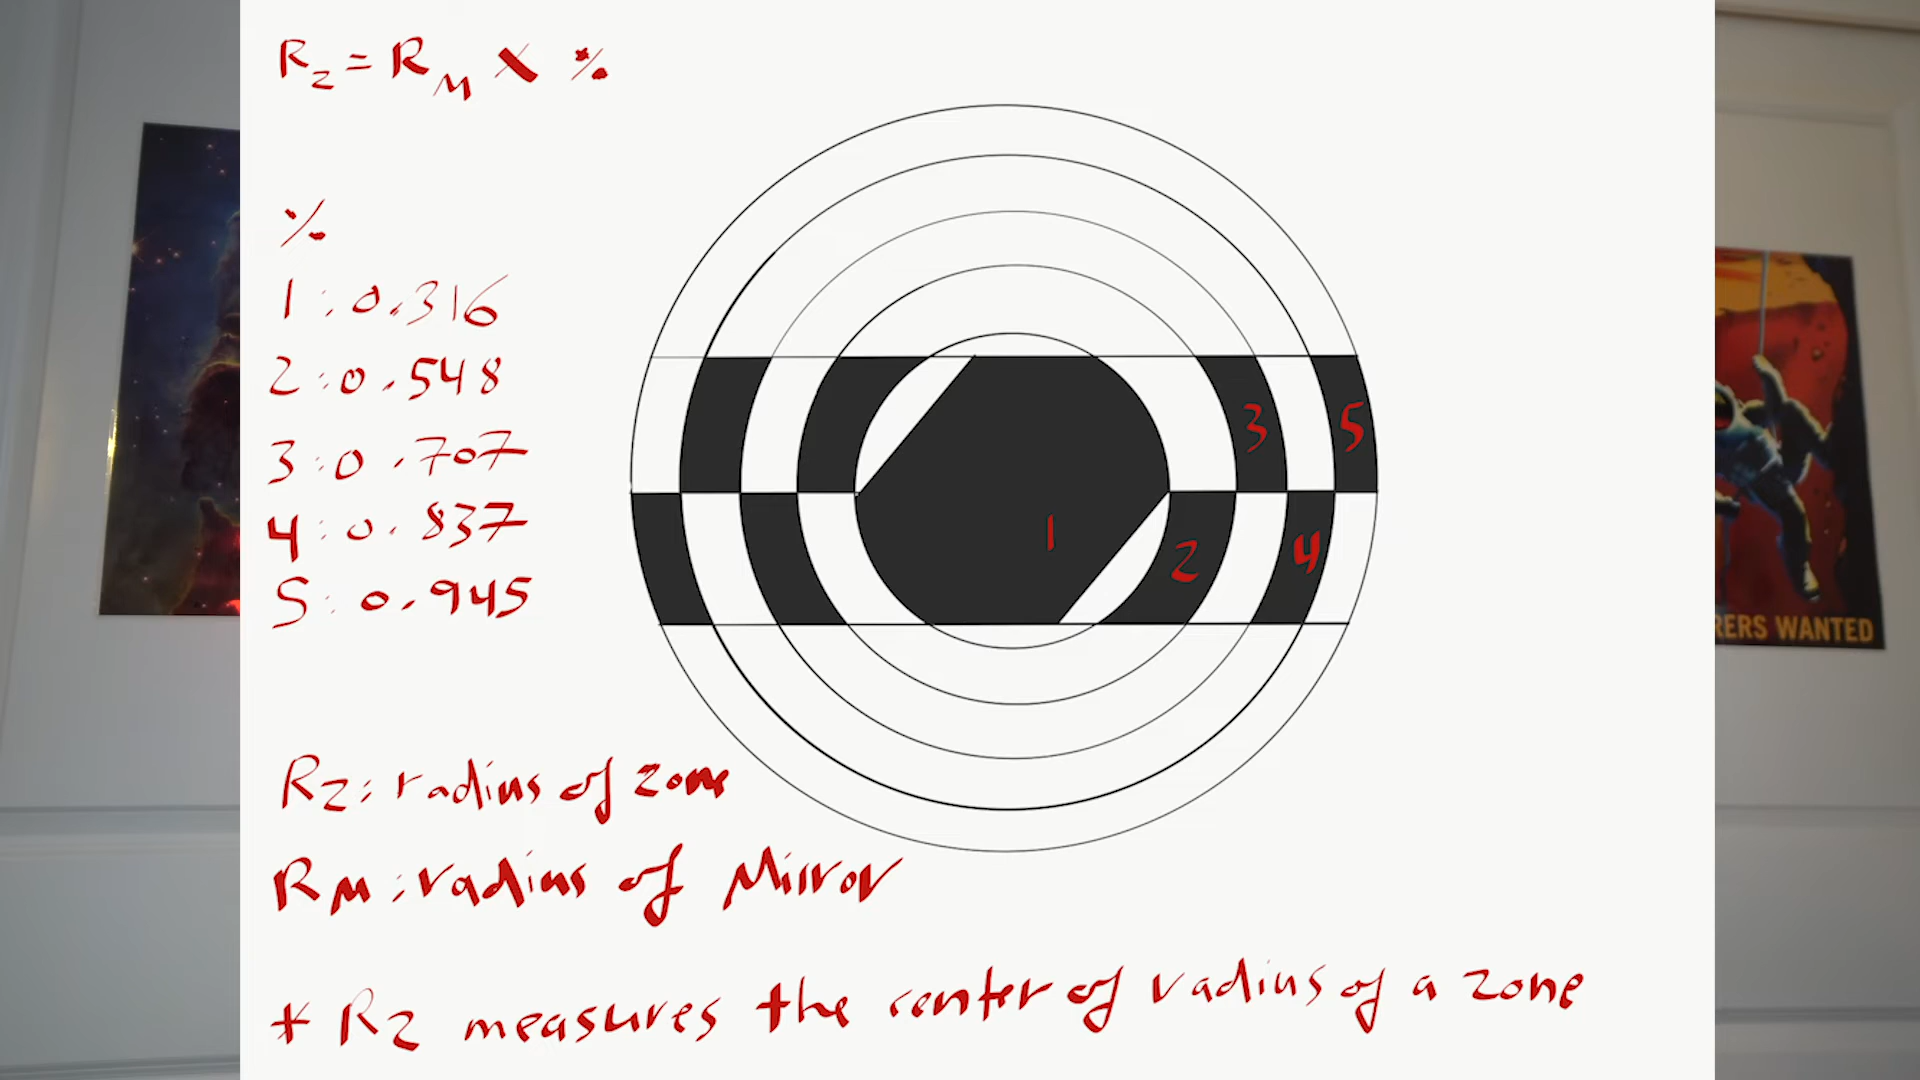 Rz = RM x %
%
1: 0.316
2: 0.548
3: 0.707
4: 0.837
5: 0.945
3
5
1
2
4
RERS WANTED
Rz: radius of zone
RM: radius of Mirror
* Rz measures the center of radius of a zone